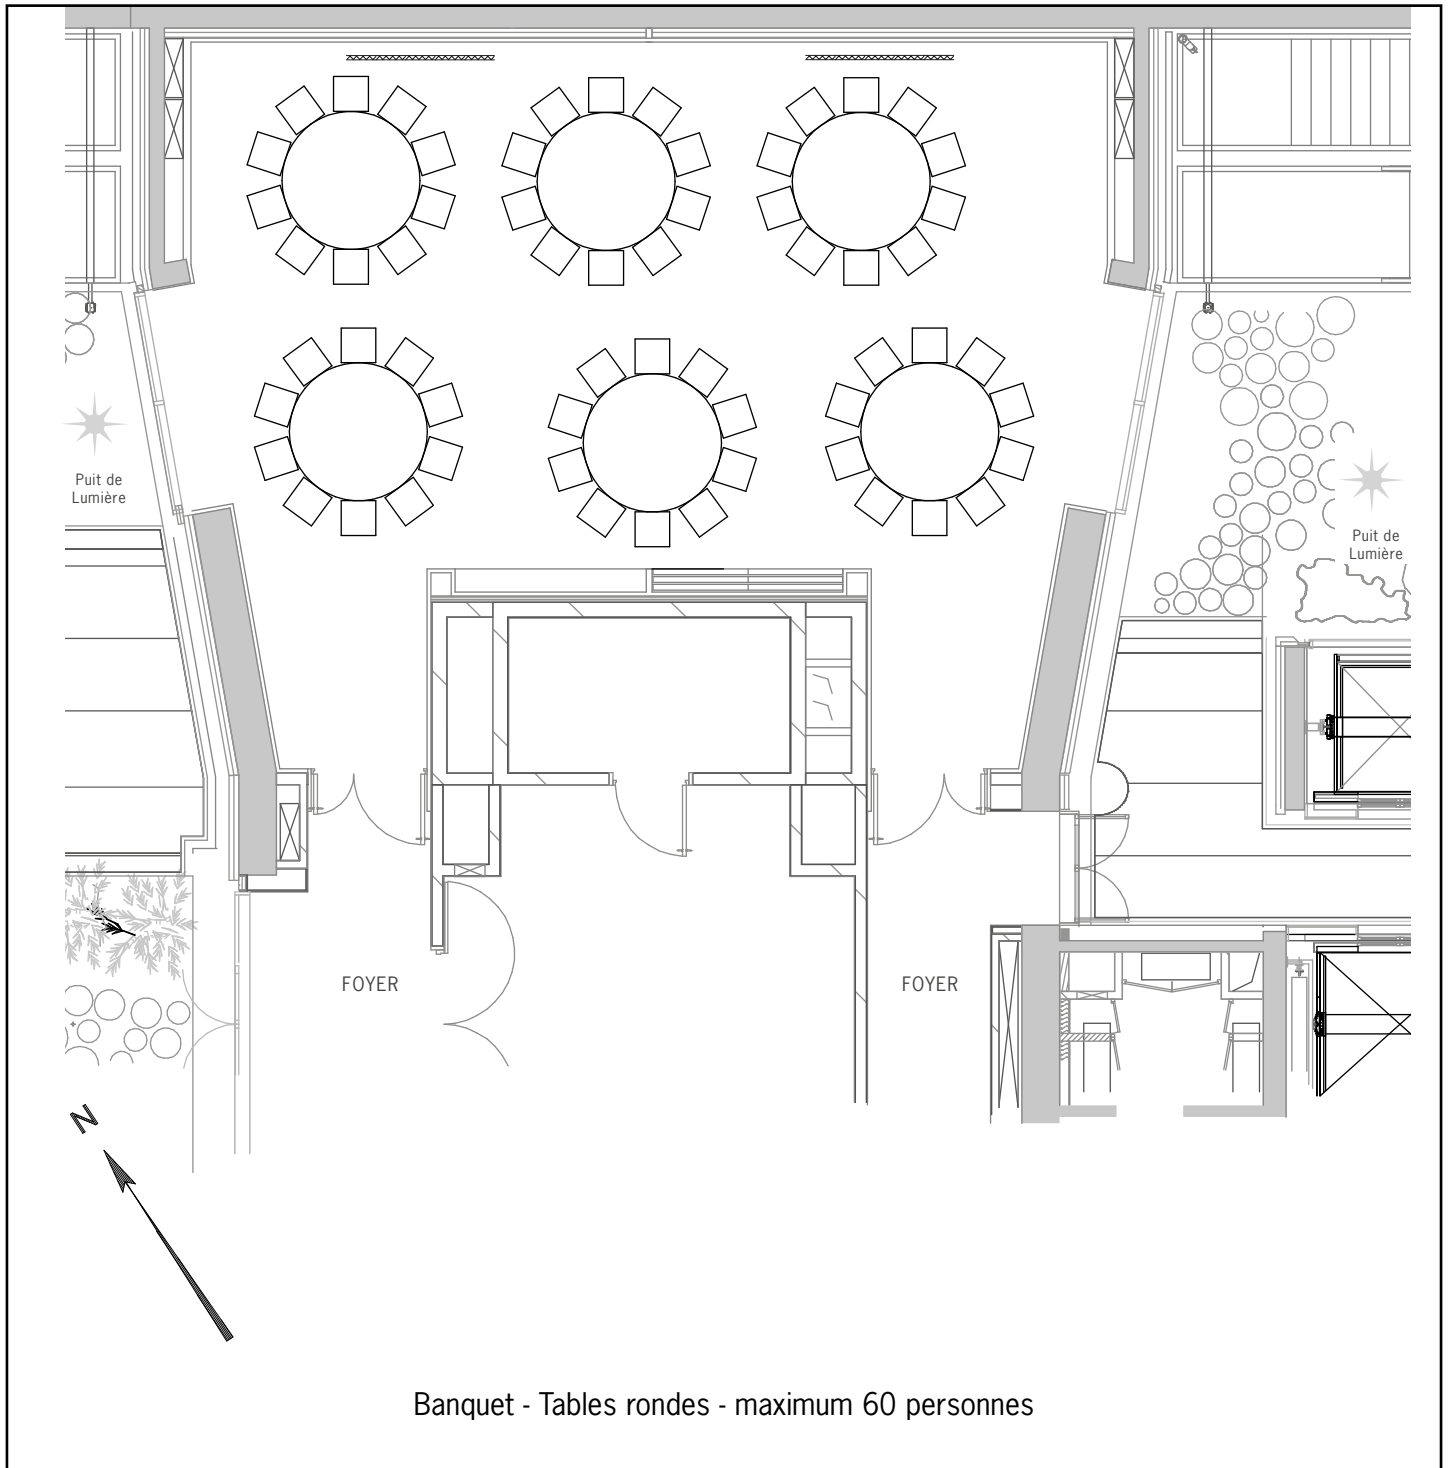 Puit de
Lumière
Puit de
Lumière
FOYER
FOYER
N
Banquet - Tables rondes - maximum 60 personnes